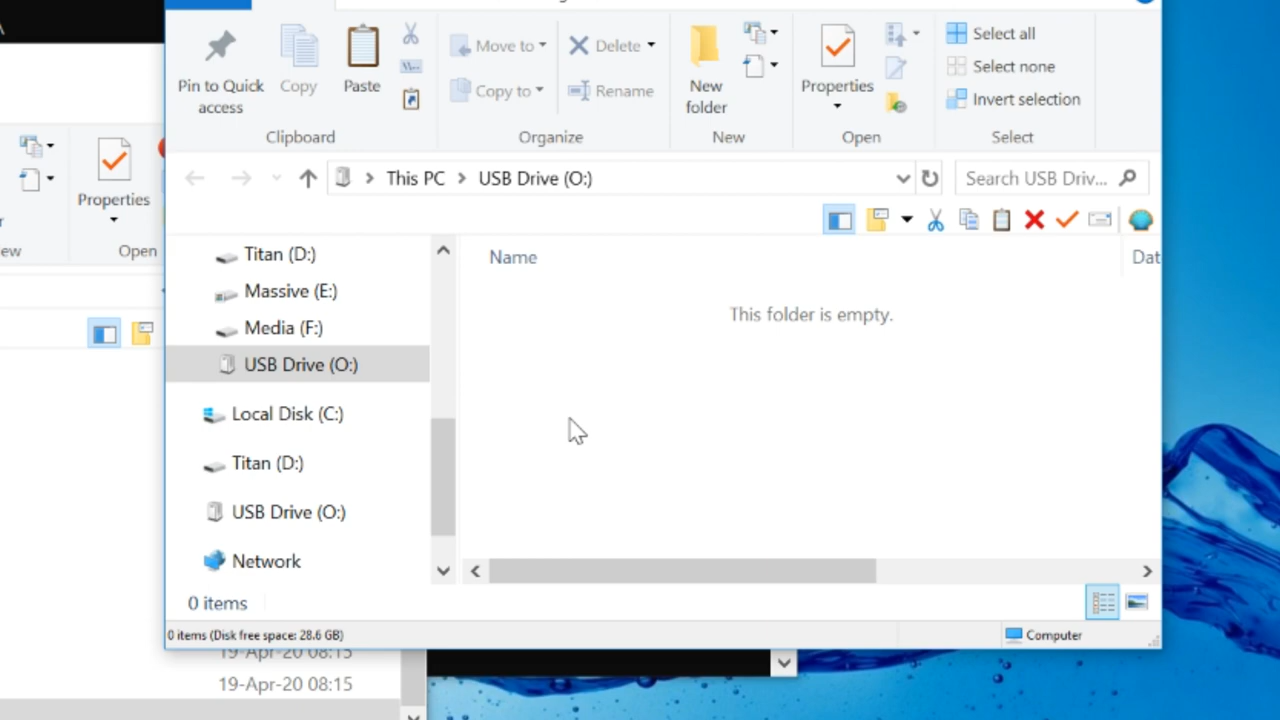 Pin to Quick access
Copy
Paste
Clipboard
Move to
Copy to
Delete
Rename
Organize
New folder
New
Properties
Open
Select all
Select none
Invert selection
Select
Properties
Open
This PC > USB Drive (O:)
Search USB Driv...
Titan (D:)
Massive (E:)
Media (F:)
USB Drive (O:)
Local Disk (C:)
Titan (D:)
USB Drive (O:)
Network
Name
Dat
This folder is empty.
0 items
0 items (Disk free space: 28.6 GB)
Computer
19-Apr-20 08:15
19-Apr-20 08:15